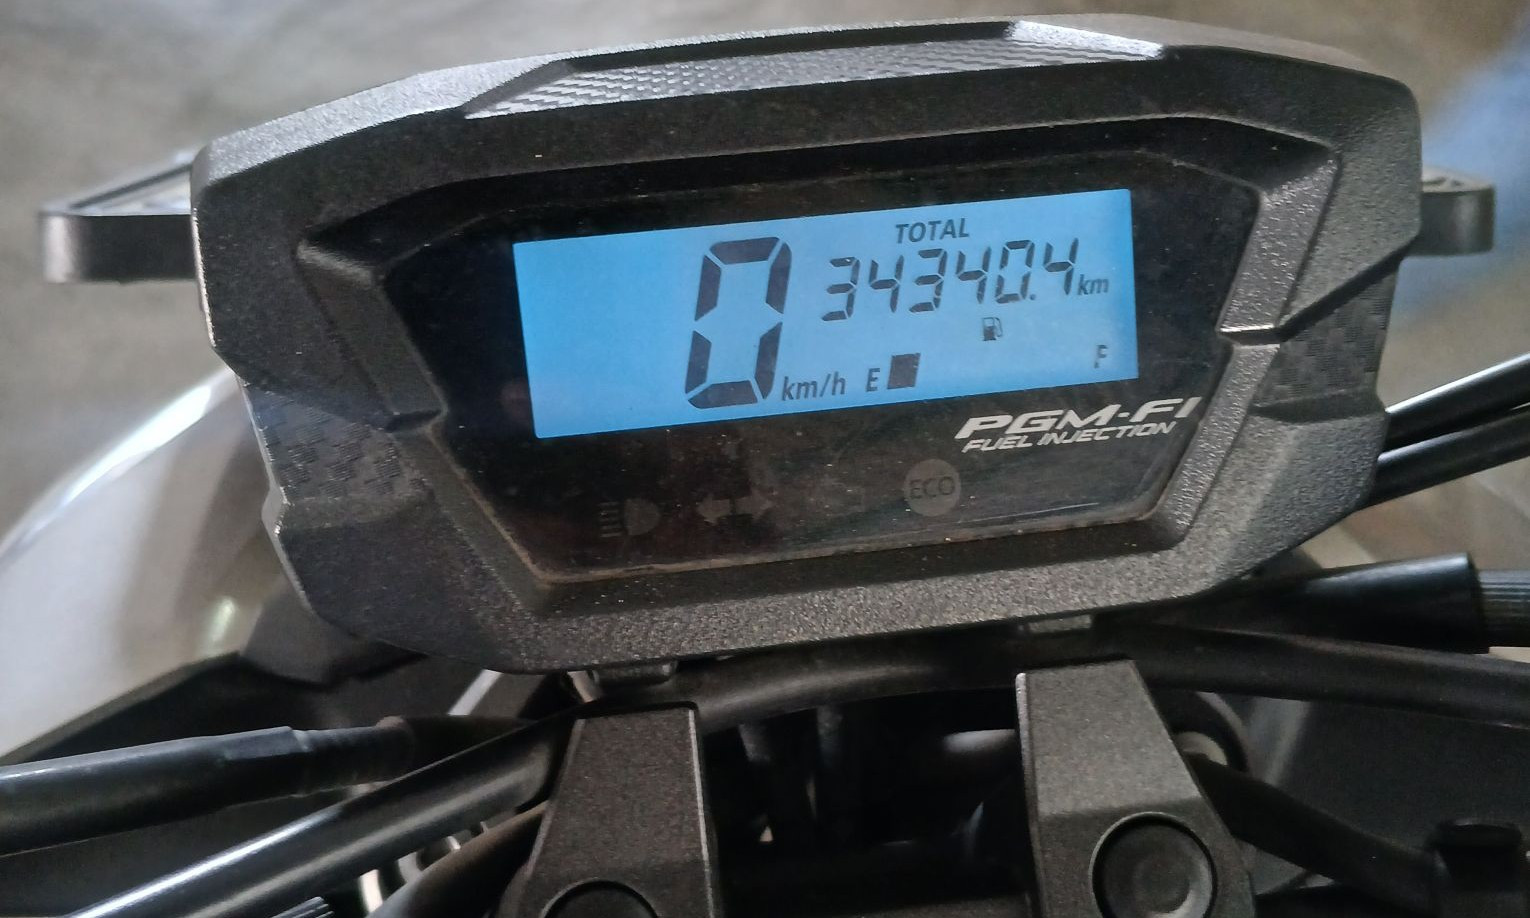 TOTAL
0 km/h 34340.4 km
E F
PGM-FI
FUEL INJECTION
ECO